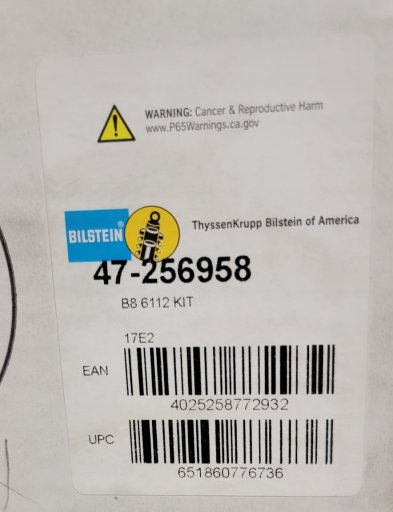 WARNING: Cancer & Reproductive Harm
www.P65Warnings.ca.gov
BILSTEIN®
ThyssenKrupp Bilstein of America
47-256958
B8 6112 KIT
17E2
EAN
4025258772932
UPC
651860776736